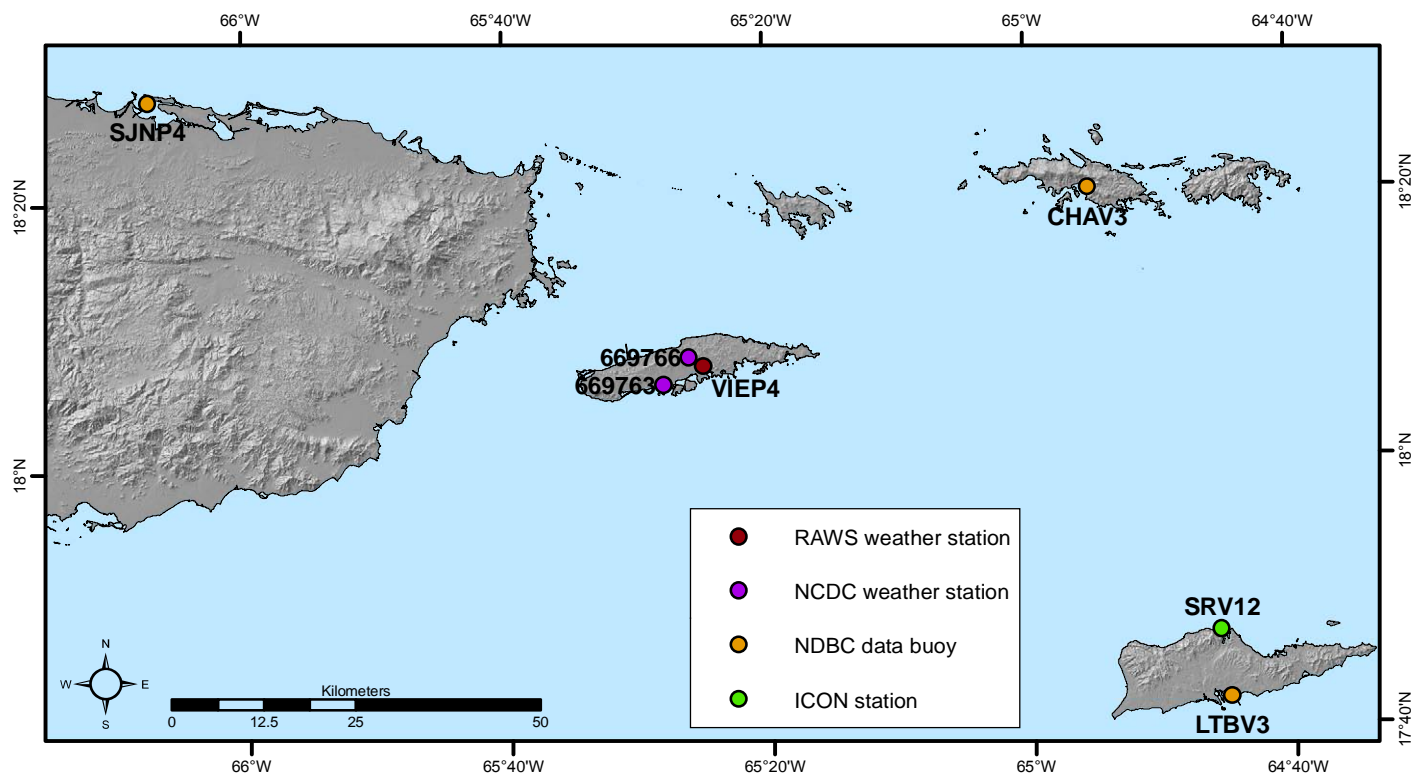 66°W
65°40'W
65°20'W
65°W
64°40'W
SJNP4
18°20'N
18°20'N
CHAV3
669766
669763
VIEP4
18°N
18°N
RAWS weather station
NCDC weather station
NDBC data buoy
ICON station
SRV12
LTBV3
17°40'N
N
W
E
S
Kilometers
0
12.5
25
50
66°W
65°40'W
65°20'W
65°W
64°40'W